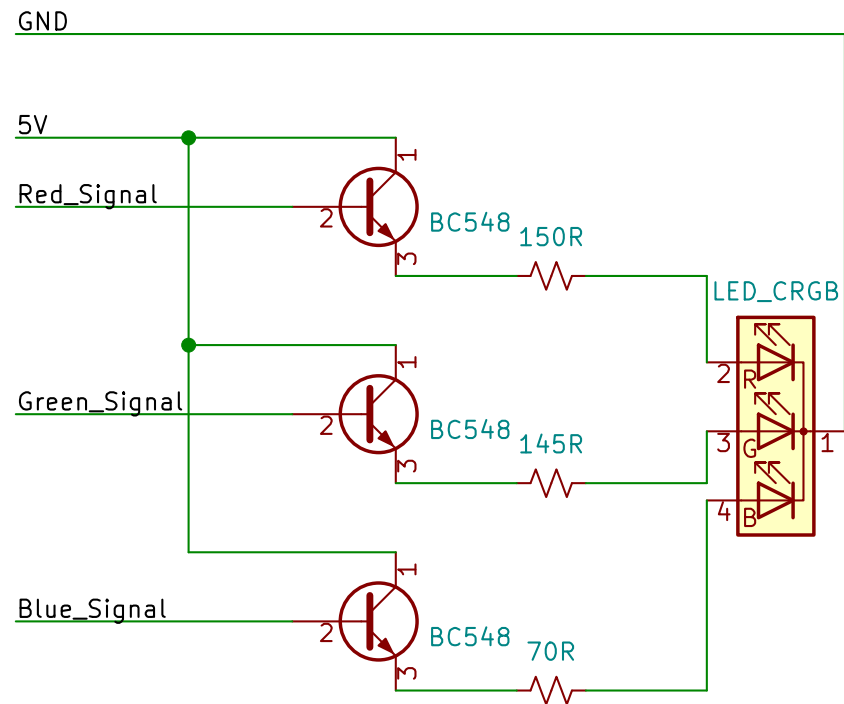 GND
5V
1
Red_Signal
2
BC548
3
150R
LED_CRGB
1
2 R
Green_Signal
2
BC548
3
145R
3 G
1
4 B
1
Blue_Signal
2
BC548
3
70R